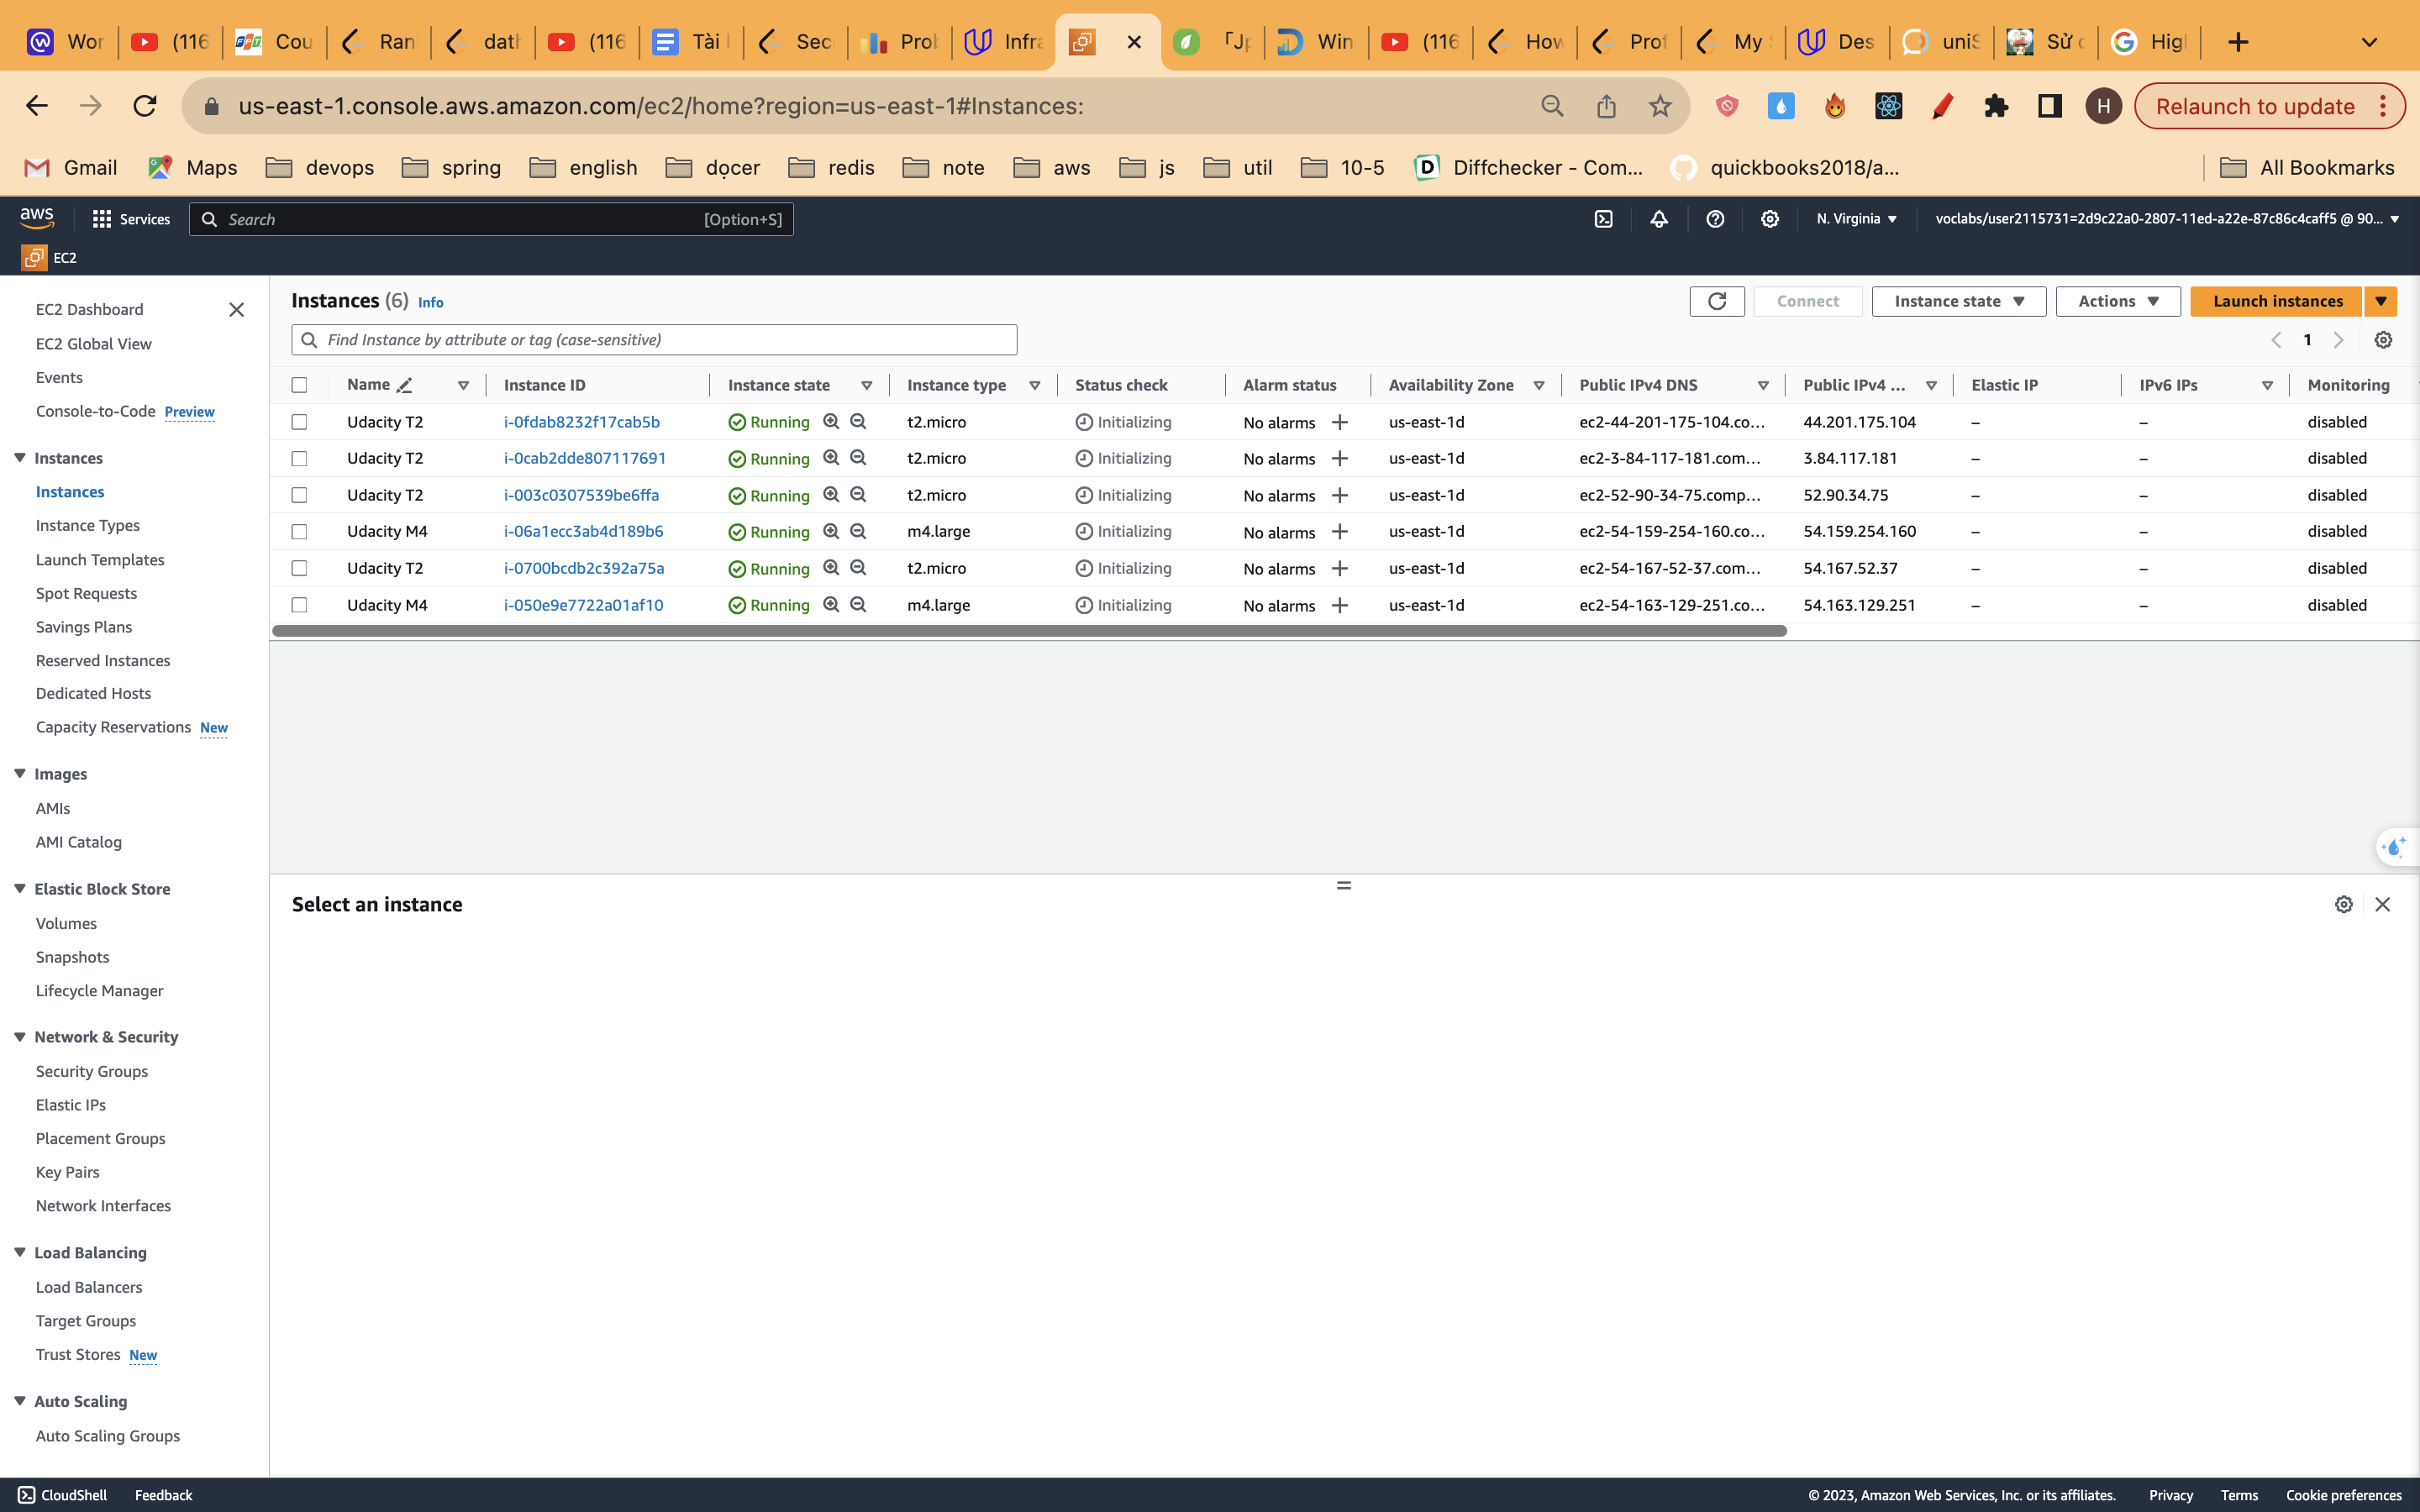 Wor (116 Cou Ran dath (116 Tài Sec Prob Infra 「Jp Win (116 How Prof My Des uniS Sử Higl
us-east-1.console.aws.amazon.com/ec2/home?region=us-east-1#Instances: H Relaunch to update
Gmail Maps devops spring english dọcer redis note aws js util 10-5 Diffchecker - Com... quickbooks2018/a... All Bookmarks
aws Services Search [Option+S] N. Virginia voclabs/user2115731=2d9c22a0-2807-11ed-a22e-87c86c4caff5 @ 90...
EC2
EC2 Dashboard
EC2 Global View
Events
Console-to-Code Preview
Instances
Instances
Instance Types
Launch Templates
Spot Requests
Savings Plans
Reserved Instances
Dedicated Hosts
Capacity Reservations New
Images
AMIs
AMI Catalog
Elastic Block Store
Volumes
Snapshots
Lifecycle Manager
Network & Security
Security Groups
Elastic IPs
Placement Groups
Key Pairs
Network Interfaces
Load Balancing
Load Balancers
Target Groups
Trust Stores New
Auto Scaling
Auto Scaling Groups
Instances (6) Info Connect Instance state Actions Launch instances
Find Instance by attribute or tag (case-sensitive) 1
Name Instance ID Instance state Instance type Status check Alarm status Availability Zone Public IPv4 DNS Public IPv4 ... Elastic IP IPv6 IPs Monitoring
Udacity T2 i-0fdab8232f17cab5b Running t2.micro Initializing No alarms us-east-1d ec2-44-201-175-104.co... 44.201.175.104 – – disabled
Udacity T2 i-0cab2dde807117691 Running t2.micro Initializing No alarms us-east-1d ec2-3-84-117-181.com... 3.84.117.181 – – disabled
Udacity T2 i-003c0307539be6ffa Running t2.micro Initializing No alarms us-east-1d ec2-52-90-34-75.comp... 52.90.34.75 – – disabled
Udacity M4 i-06a1ecc3ab4d189b6 Running m4.large Initializing No alarms us-east-1d ec2-54-159-254-160.co... 54.159.254.160 – – disabled
Udacity T2 i-0700bcdb2c392a75a Running t2.micro Initializing No alarms us-east-1d ec2-54-167-52-37.com... 54.167.52.37 – – disabled
Udacity M4 i-050e9e7722a01af10 Running m4.large Initializing No alarms us-east-1d ec2-54-163-129-251.co... 54.163.129.251 – – disabled
Select an instance
CloudShell Feedback © 2023, Amazon Web Services, Inc. or its affiliates. Privacy Terms Cookie preferences